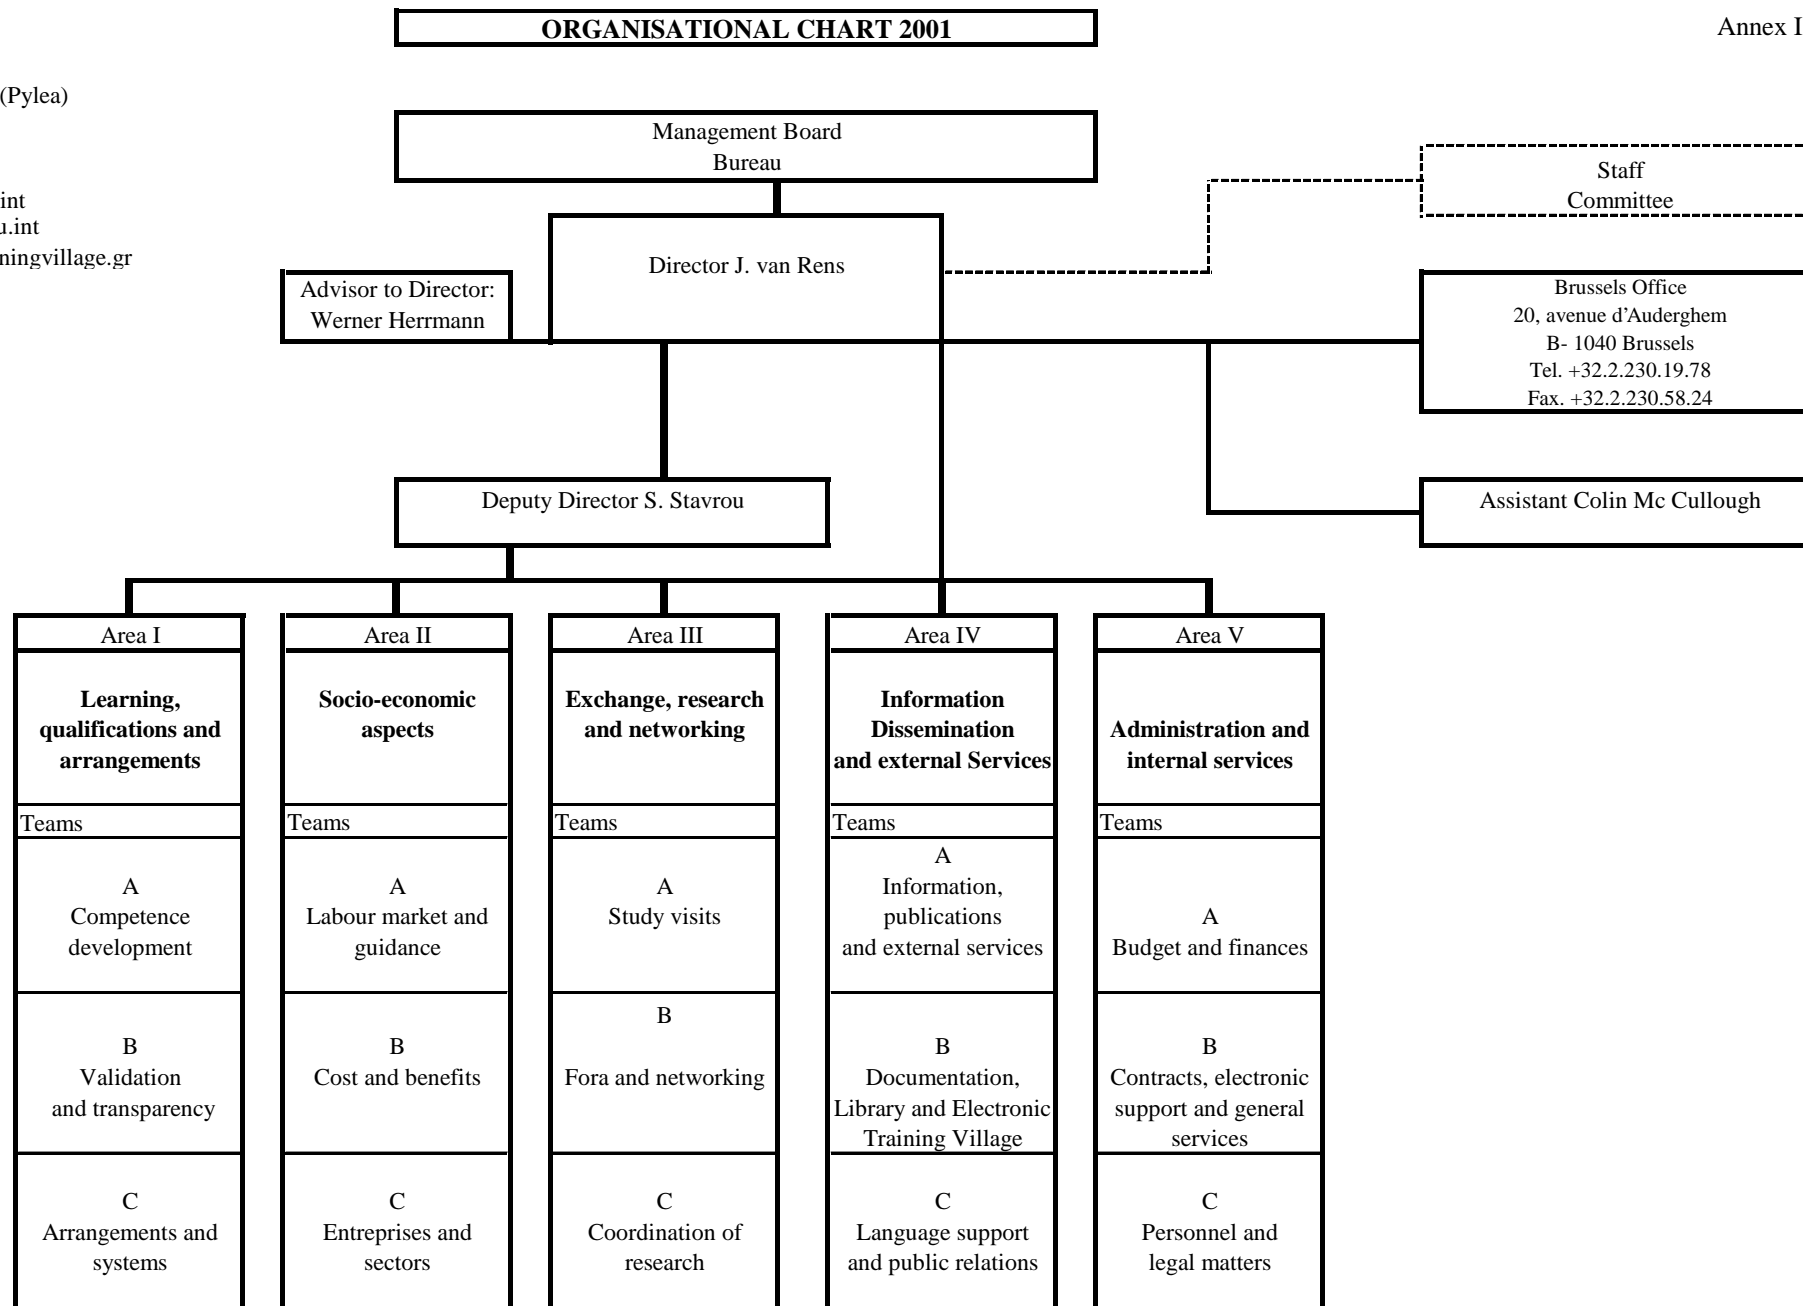 ORGANISATIONAL CHART 2001
Annex I
(Pylea)
int
u.int
ningvillage.gr
Management Board
Bureau
Staff
Committee
Director J. van Rens
Advisor to Director:
Werner Herrmann
Brussels Office
20, avenue d’Auderghem
B- 1040 Brussels
Tel. +32.2.230.19.78
Fax. +32.2.230.58.24
Deputy Director S. Stavrou
Assistant Colin Mc Cullough
Area I
Learning,
qualifications and
arrangements
Teams
A
Competence
development
B
Validation
and transparency
C
Arrangements and
systems
Area II
Socio-economic
aspects
Teams
A
Labour market and
guidance
B
Cost and benefits
C
Entreprises and
sectors
Area III
Exchange, research
and networking
Teams
A
Study visits
B
Fora and networking
C
Coordination of
research
Area IV
Information
Dissemination
and external Services
Teams
A
Information,
publications
and external services
B
Documentation,
Library and Electronic
Training Village
C
Language support
and public relations
Area V
Administration and
internal services
Teams
A
Budget and finances
B
Contracts, electronic
support and general
services
C
Personnel and
legal matters